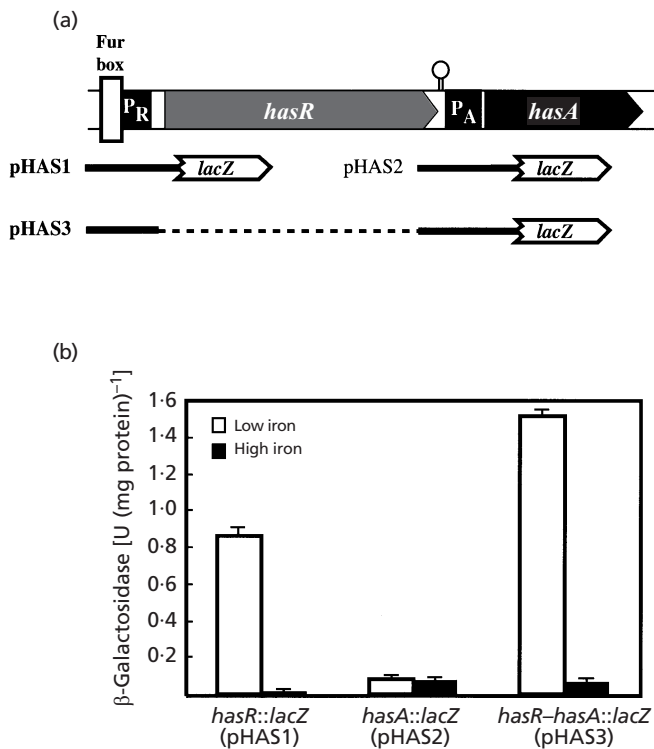 (a)
Fur
box
P_R hasR P_A hasA
pHAS1 lacZ pHAS2 lacZ
pHAS3 lacZ
(b)
β-Galactosidase [U (mg protein)⁻¹]
1·6
1·4
1·2
1·0
0·8
0·6
0·4
0·2
Low iron
High iron
hasR::lacZ
(pHAS1)
hasA::lacZ
(pHAS2)
hasR–hasA::lacZ
(pHAS3)